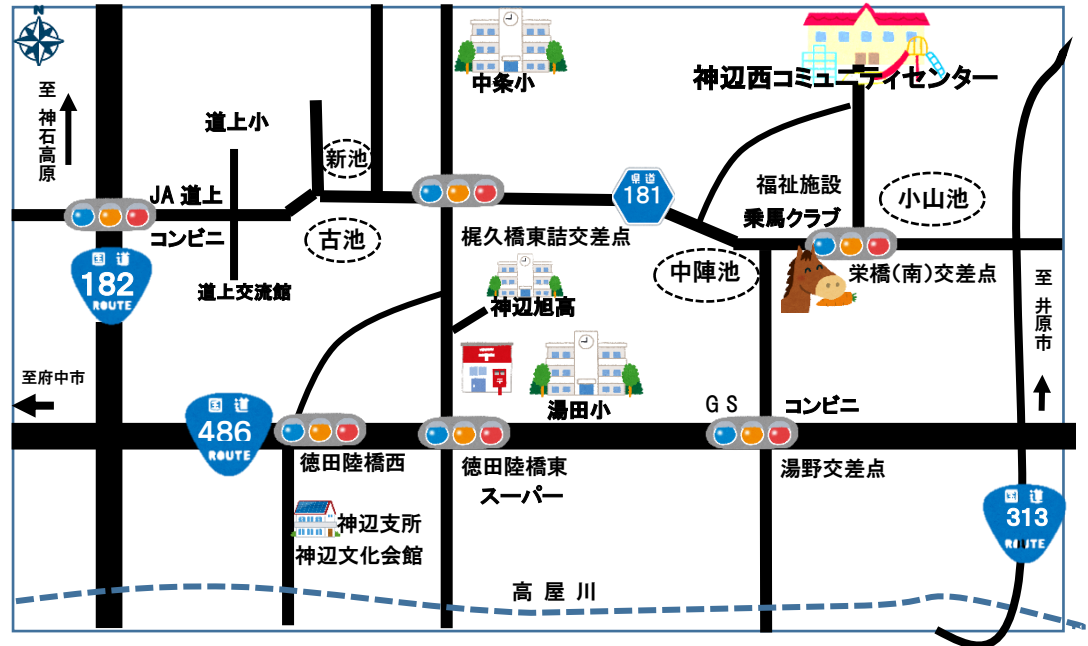 中条小
神辺西コミュニティセンター
至 神石高原
道上小
新池
県道
181
福祉施設
乗馬クラブ
小山池
JA 道上
コンビニ
古池
梶久橋東詰交差点
中陣池
栄橋(南)交差点
国道
182
ROUTE
道上交流館
神辺旭高
至 井原市
至府中市
〒
湯田小
国道
486
ROUTE
GS
コンビニ
徳田陸橋西
徳田陸橋東
スーパー
湯野交差点
国道
313
ROUTE
神辺支所
神辺文化会館
高屋川